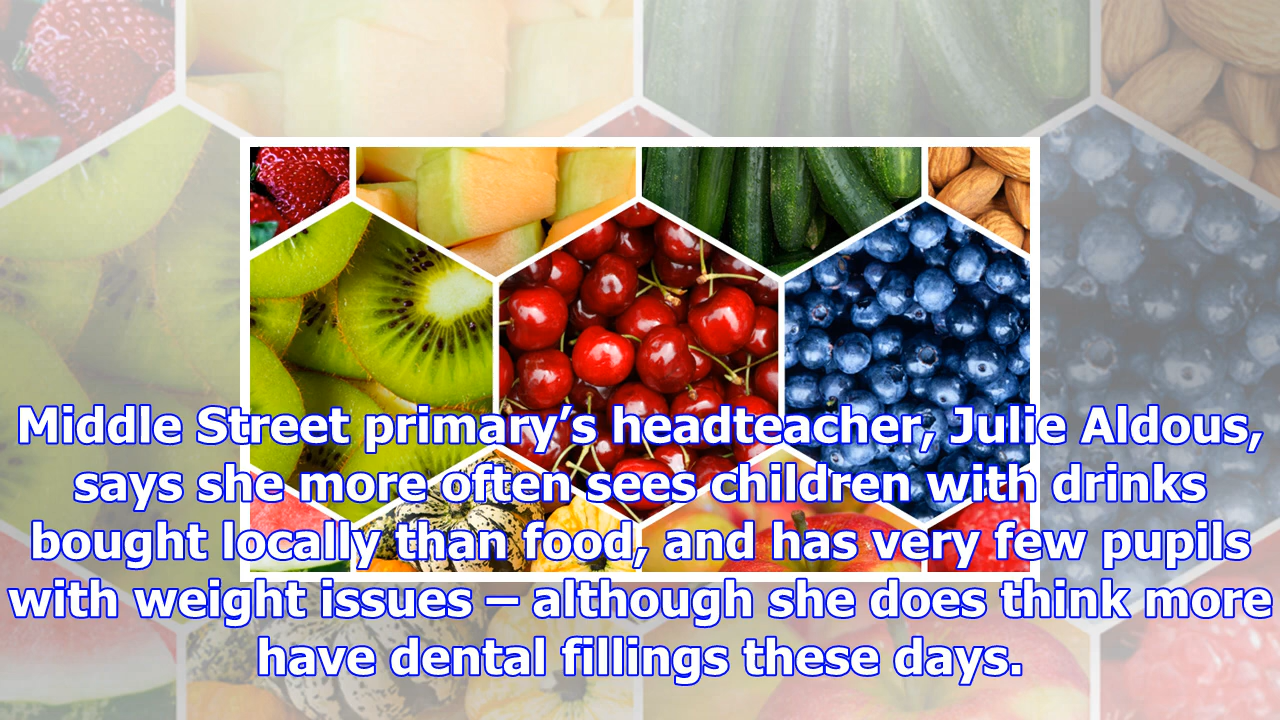 Middle Street primary’s headteacher, Julie Aldous,
says she more often sees children with drinks
bought locally than food, and has very few pupils
with weight issues – although she does think more
have dental fillings these days.